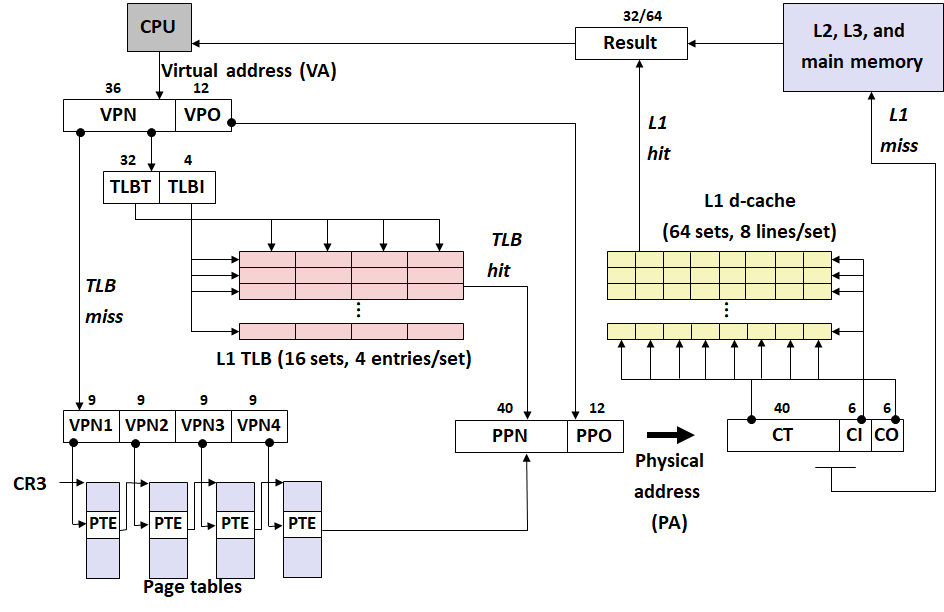 CPU
32/64
Result
L2, L3, and
main memory
Virtual address (VA)
36 12
VPN VPO
L1
hit
L1
miss
32 4
TLBT TLBI
L1 d-cache
(64 sets, 8 lines/set)
TLB
hit
TLB
miss
...
...
L1 TLB (16 sets, 4 entries/set)
9 9 9 9
VPN1 VPN2 VPN3 VPN4
40 12
PPN PPO
40 6 6
CT CI CO
Physical
address
(PA)
CR3
PTE PTE PTE PTE
Page tables